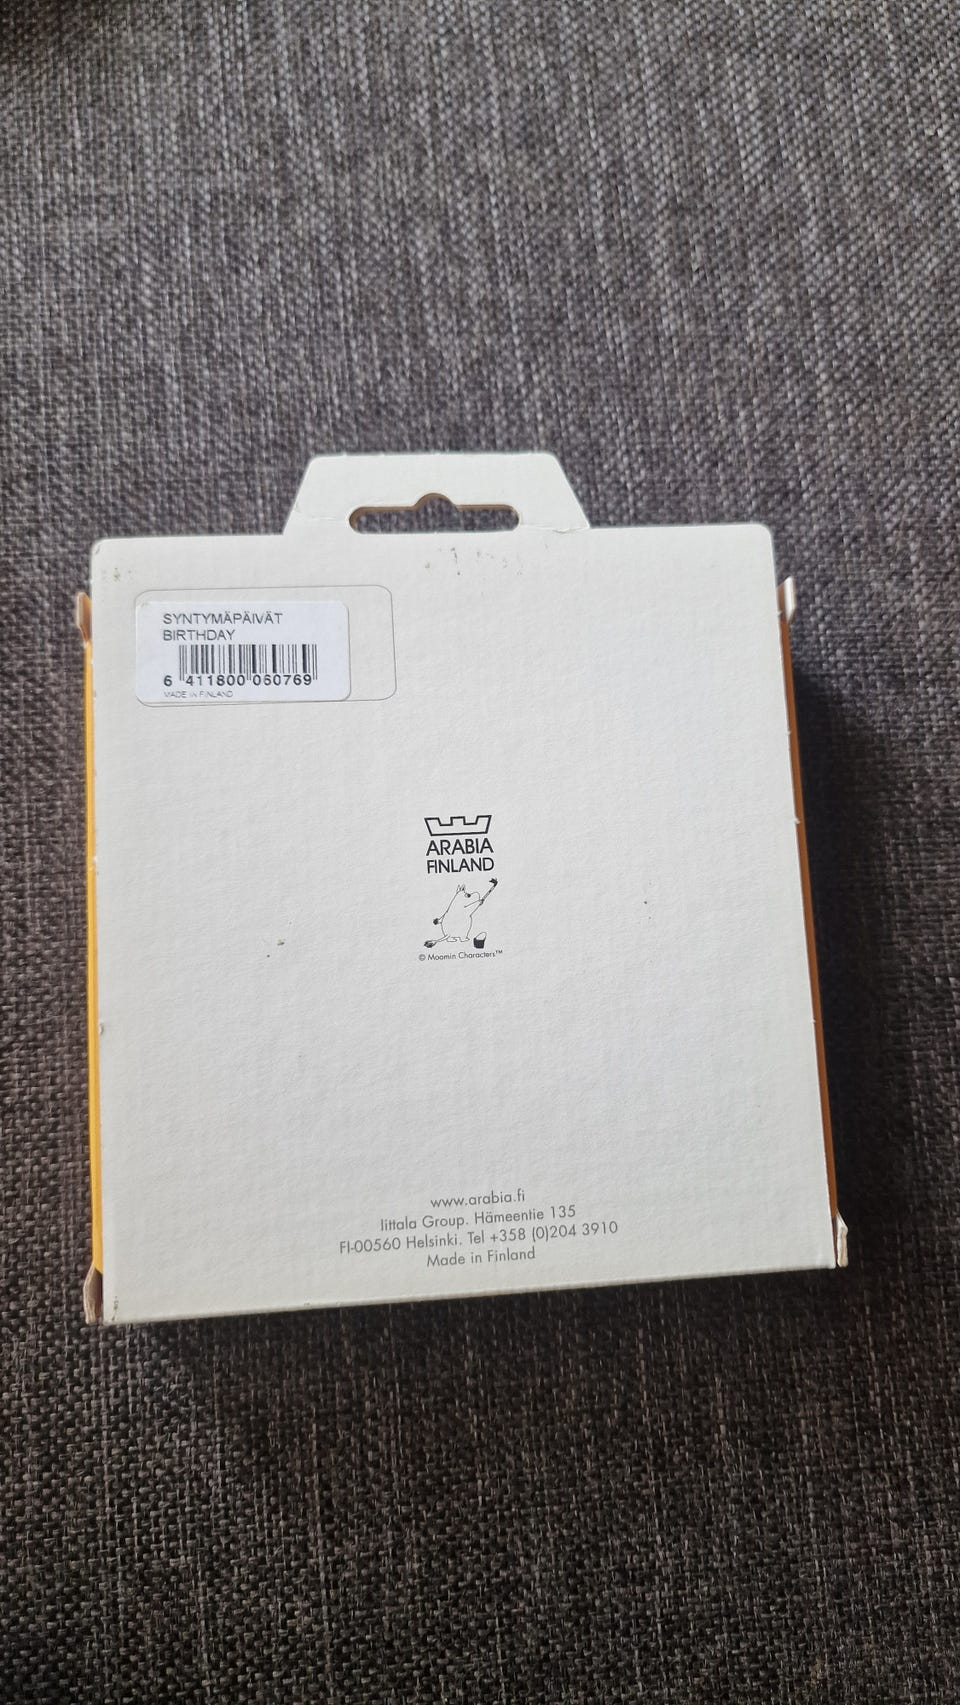 SYNTYMÄPÄIVÄT
BIRTHDAY
6 411800 060769
MADE IN FINLAND
ARABIA
FINLAND
© Moomin Characters™
www.arabia.fi
Iittala Group. Hämeentie 135
FI-00560 Helsinki. Tel +358 (0)204 3910
Made in Finland